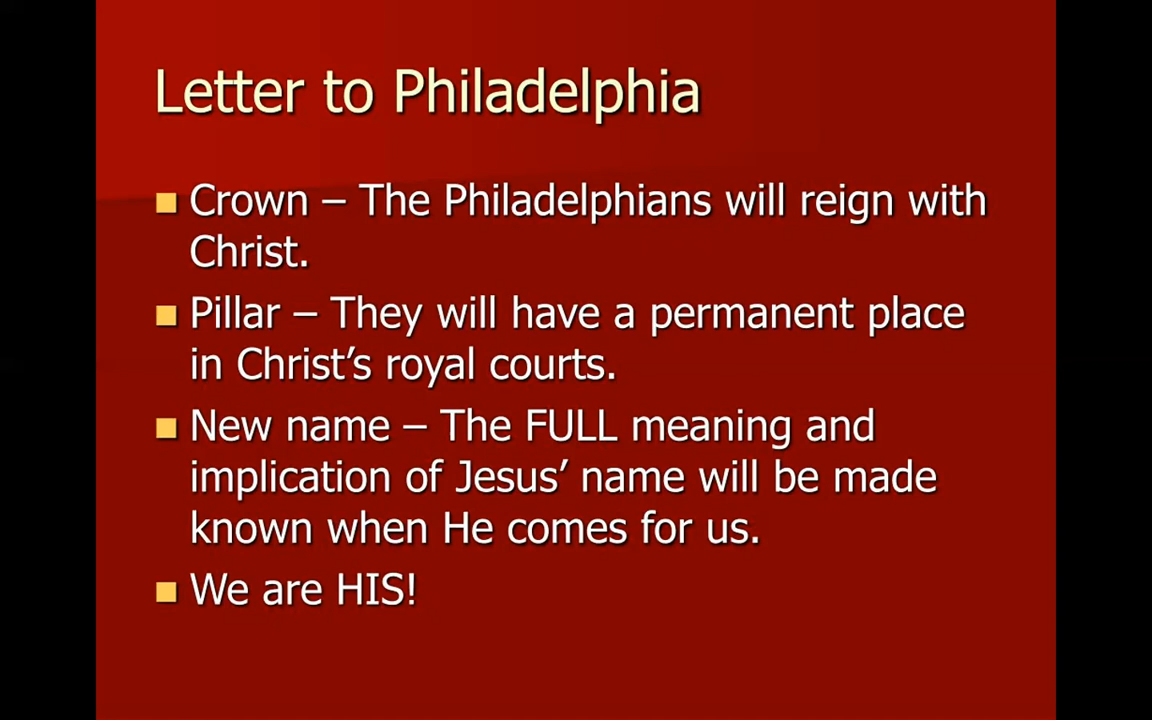 Letter to Philadelphia
Crown – The Philadelphians will reign with
Christ.
Pillar – They will have a permanent place
in Christ’s royal courts.
New name – The FULL meaning and
implication of Jesus’ name will be made
known when He comes for us.
We are HIS!